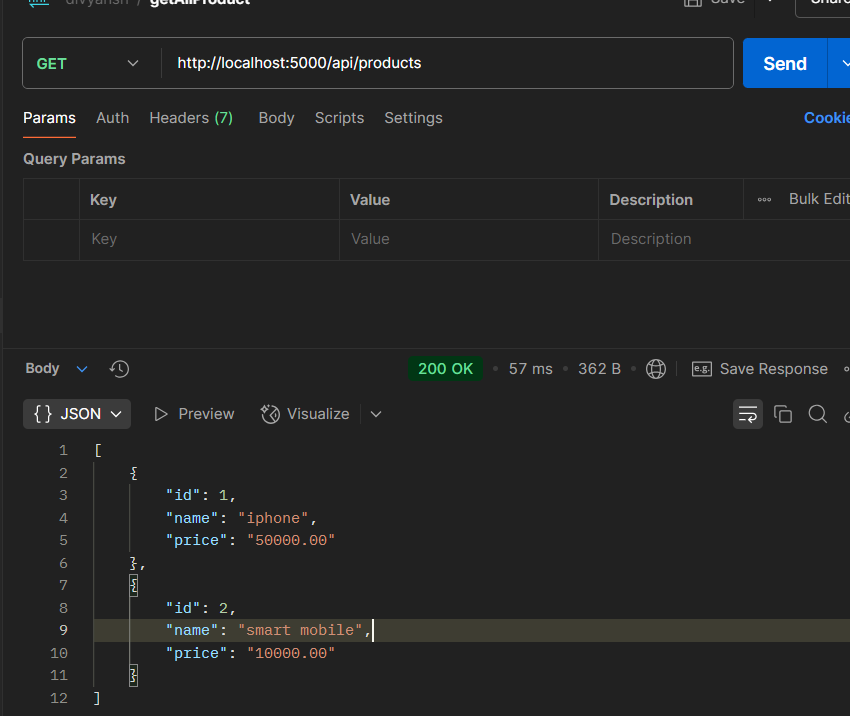 divyansh / getAllProduct
Save
Share
GET
http://localhost:5000/api/products
Send
Params Auth Headers (7) Body Scripts Settings
Cookie
Query Params
Key Value Description Bulk Edit
Key Value Description
Body
200 OK • 57 ms • 362 B •
e.g. Save Response
{} JSON Preview Visualize
1 [
2 {
3 "id": 1,
4 "name": "iphone",
5 "price": "50000.00"
6 },
7 {
8 "id": 2,
9 "name": "smart mobile",
10 "price": "10000.00"
11 }
12 ]